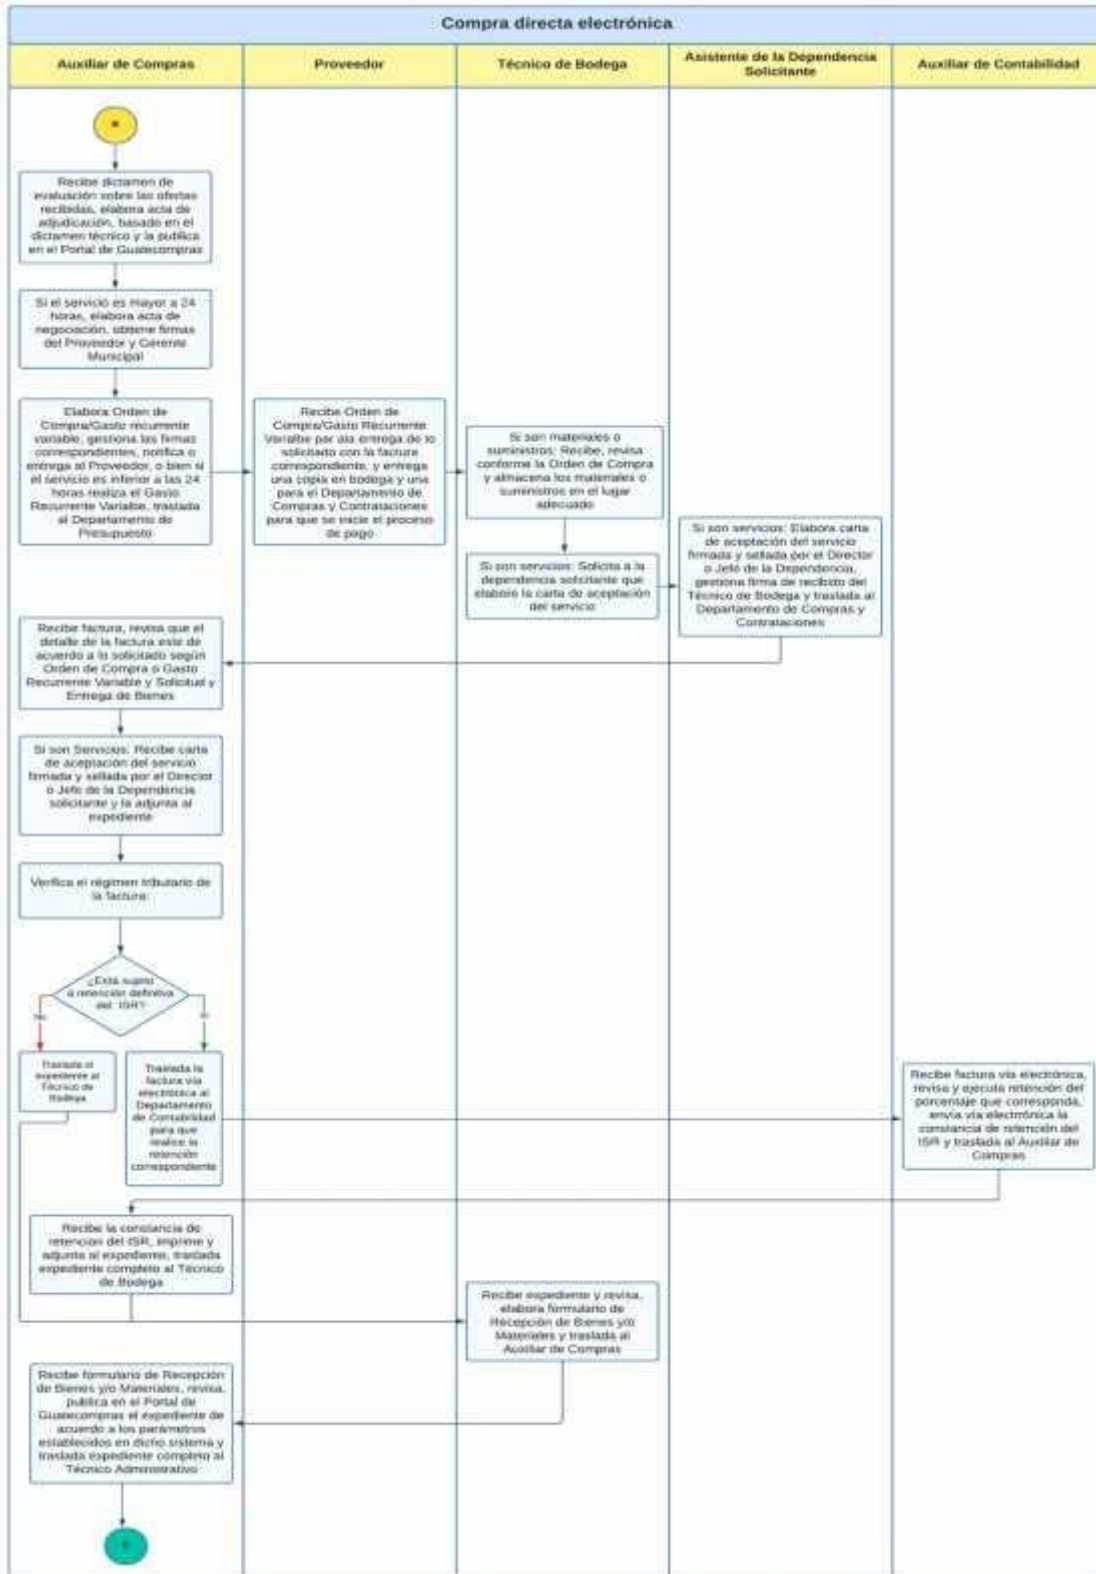 Compra directa electrónica
Auxiliar de Compras
Proveedor
Técnico de Bodega
Asistente de la Dependencia
Solicitante
Auxiliar de Contabilidad
Recibe dictamen de
evaluación sobre las ofertas
recibidas, elabora acta de
adjudicación, basado en el
dictamen técnico y la publica
en el Portal de Guatecompras
Si el servicio es mayor a 24
horas, elabora acta de
negociación, obtiene firmas
del Proveedor y Gerente
Municipal
Elabora Orden de
Compra/Gasto recurrente
variable, gestiona las firmas
correspondientes, notifica o
entrega al Proveedor, o bien si
el servicio es inferior a las 24
horas realiza el Gasto
Recurrente Variable, traslada
al Departamento de
Presupuesto
Recibe Orden de
Compra/Gasto Recurrente
Varialbe par ala entrega de lo
solicitado con la factura
correspondiente, y entrega
una copia en bodega y una
para el Departamento de
Compras y Contrataciones
para que se inicie el proceso
de pago
Si son materiales o
suministros: Recibe, revisa
conforme la Orden de Compra
y almacena los materiales o
suministros en el lugar
adecuado
Si son servicios: Solicita a la
dependencia solicitante que
elabore la carta de aceptación
del servicio
Si son servicios: Elabora carta
de aceptación del servicio
firmada y sellada por el Director
o Jefe de la Dependencia,
gestiona firma de recibido del
Técnico de Bodega y traslada al
Departamento de Compras y
Contrataciones
Recibe factura, revisa que el
detalle de la factura este de
acuerdo a lo solicitado según
Orden de Compra o Gasto
Recurrente Variable y Solicitud y
Entrega de Bienes
Si son Servicios: Recibe carta
de aceptación del servicio
firmada y sellada por el Director
o Jefe de la Dependencia
solicitante y la adjunta al
expediente
Verifica el régimen tributario de
la factura:
¿Está sujeto
a retención definitiva
del ISR?
No
Si
Traslada el
expediente al
Técnico de
Bodega
Traslada la
factura vía
electrónica al
Departamento
de Contabilidad
para que
realice la
retención
correspondiente
Recibe factura vía electrónica,
revisa y ejecuta retención del
porcentaje que corresponda,
envía vía electrónica la
constancia de retención del
ISR y traslada al Auxiliar de
Compras
Recibe la constancia de
retencion del ISR, imprime y
adjunta al expediente, traslada
expediente completo al Técnico
de Bodega
Recibe expediente y revisa,
elabora formulario de
Recepción de Bienes y/o
Materiales y traslada al
Auxiliar de Compras
Recibe formulario de Recepción
de Bienes y/o Materiales, revisa,
publica en el Portal de
Guatecompras el expediente de
acuerdo a los parámetros
establecidos en dicho sistema y
traslada expediente completo al
Técnico Administrativo